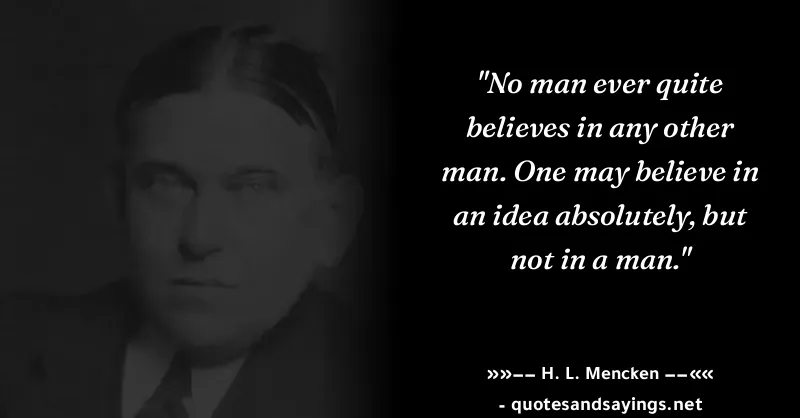 "No man ever quite
believes in any other
man. One may believe in
an idea absolutely, but
not in a man."
»»–– H. L. Mencken ––««
- quotesandsayings.net